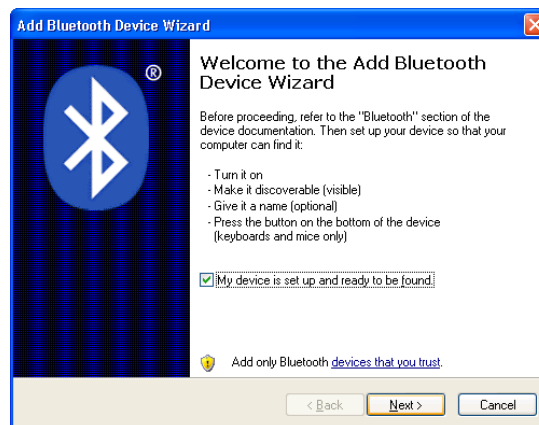 Add Bluetooth Device Wizard
®
Welcome to the Add Bluetooth
Device Wizard
Before proceeding, refer to the "Bluetooth" section of the
device documentation. Then set up your device so that your
computer can find it:
- Turn it on
- Make it discoverable (visible)
- Give it a name (optional)
- Press the button on the bottom of the device
(keyboards and mice only)
My device is set up and ready to be found.
Add only Bluetooth devices that you trust.
< Back Next > Cancel